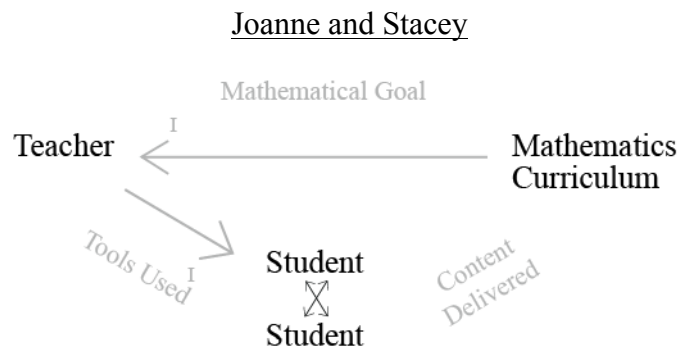 Joanne and Stacey
Mathematical Goal
I
Teacher
Mathematics
Curriculum
Tools Used
I
Content
Delivered
Student
Student